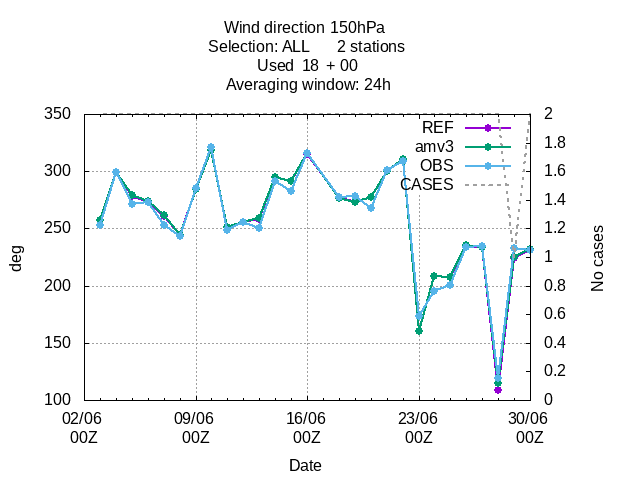 Wind direction 150hPa
Selection: ALL 2 stations
Used 18 + 00
Averaging window: 24h
350
300
250
200
150
100
deg
REF
amv3
OBS
CASES
2
1.8
1.6
1.4
1.2
1
0.8
0.6
0.4
0.2
0
No cases
02/06 09/06 16/06 23/06 30/06
00Z 00Z 00Z 00Z 00Z
Date